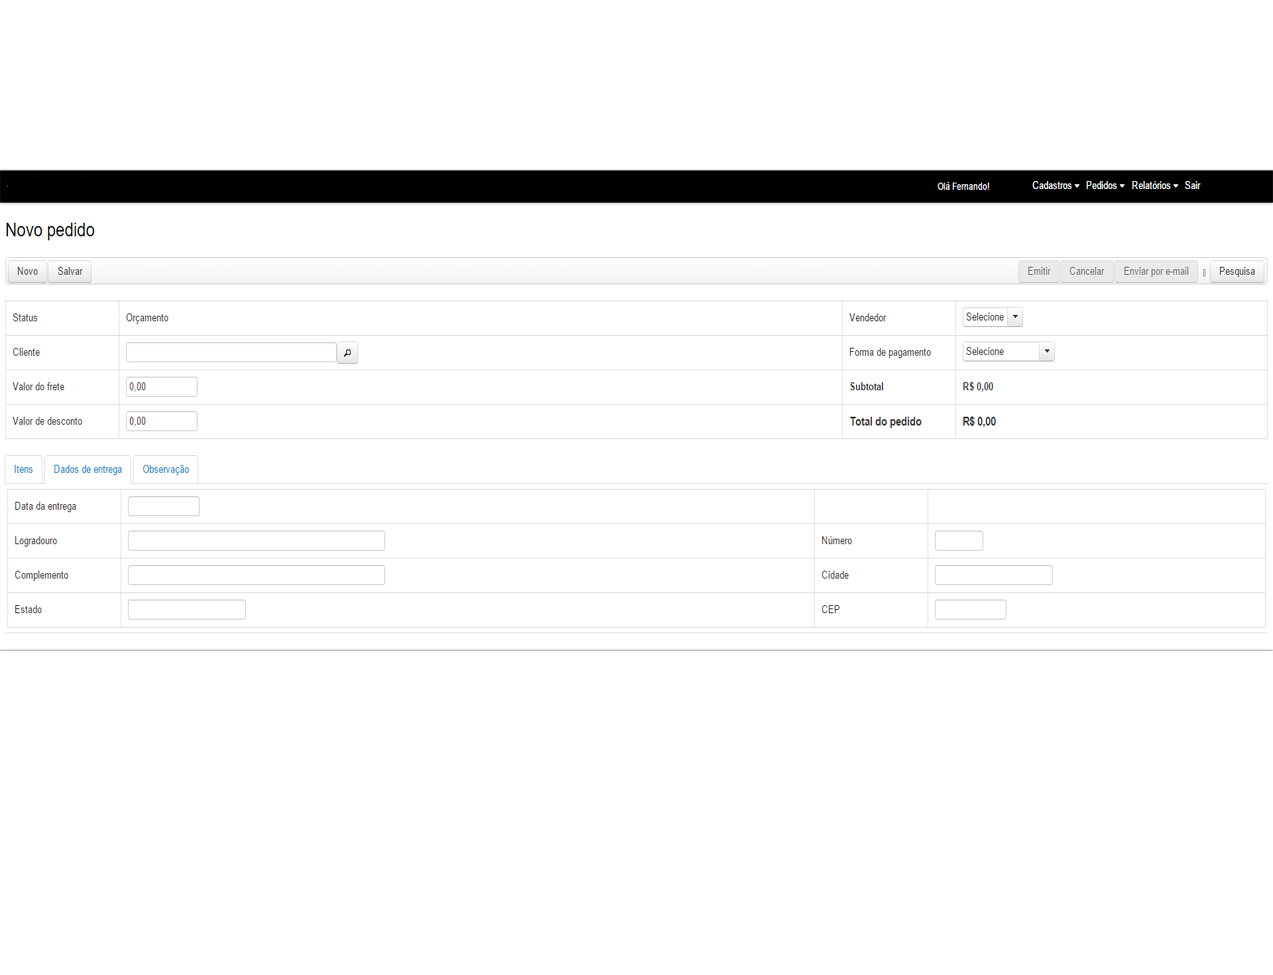 Olá Fernando! Cadastros Pedidos Relatórios Sair
Novo pedido
Novo Salvar Emitir Cancelar Enviar por e-mail Pesquisa
Status Orçamento Vendedor Selecione
Cliente Forma de pagamento Selecione
Valor do frete 0,00 Subtotal R$ 0,00
Valor de desconto 0,00 Total do pedido R$ 0,00
Itens Dados de entrega Observação
Data da entrega
Logradouro Número
Complemento Cidade
Estado CEP